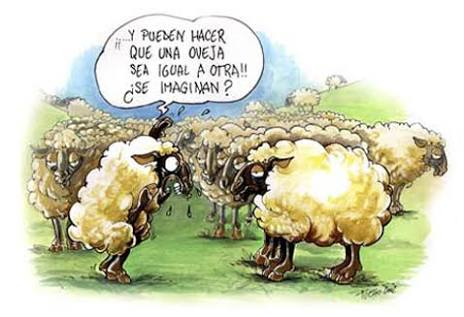 ¡¡...Y PUEDEN HACER
QUE UNA OVEJA
SEA IGUAL A OTRA!!
¿SE IMAGINAN?